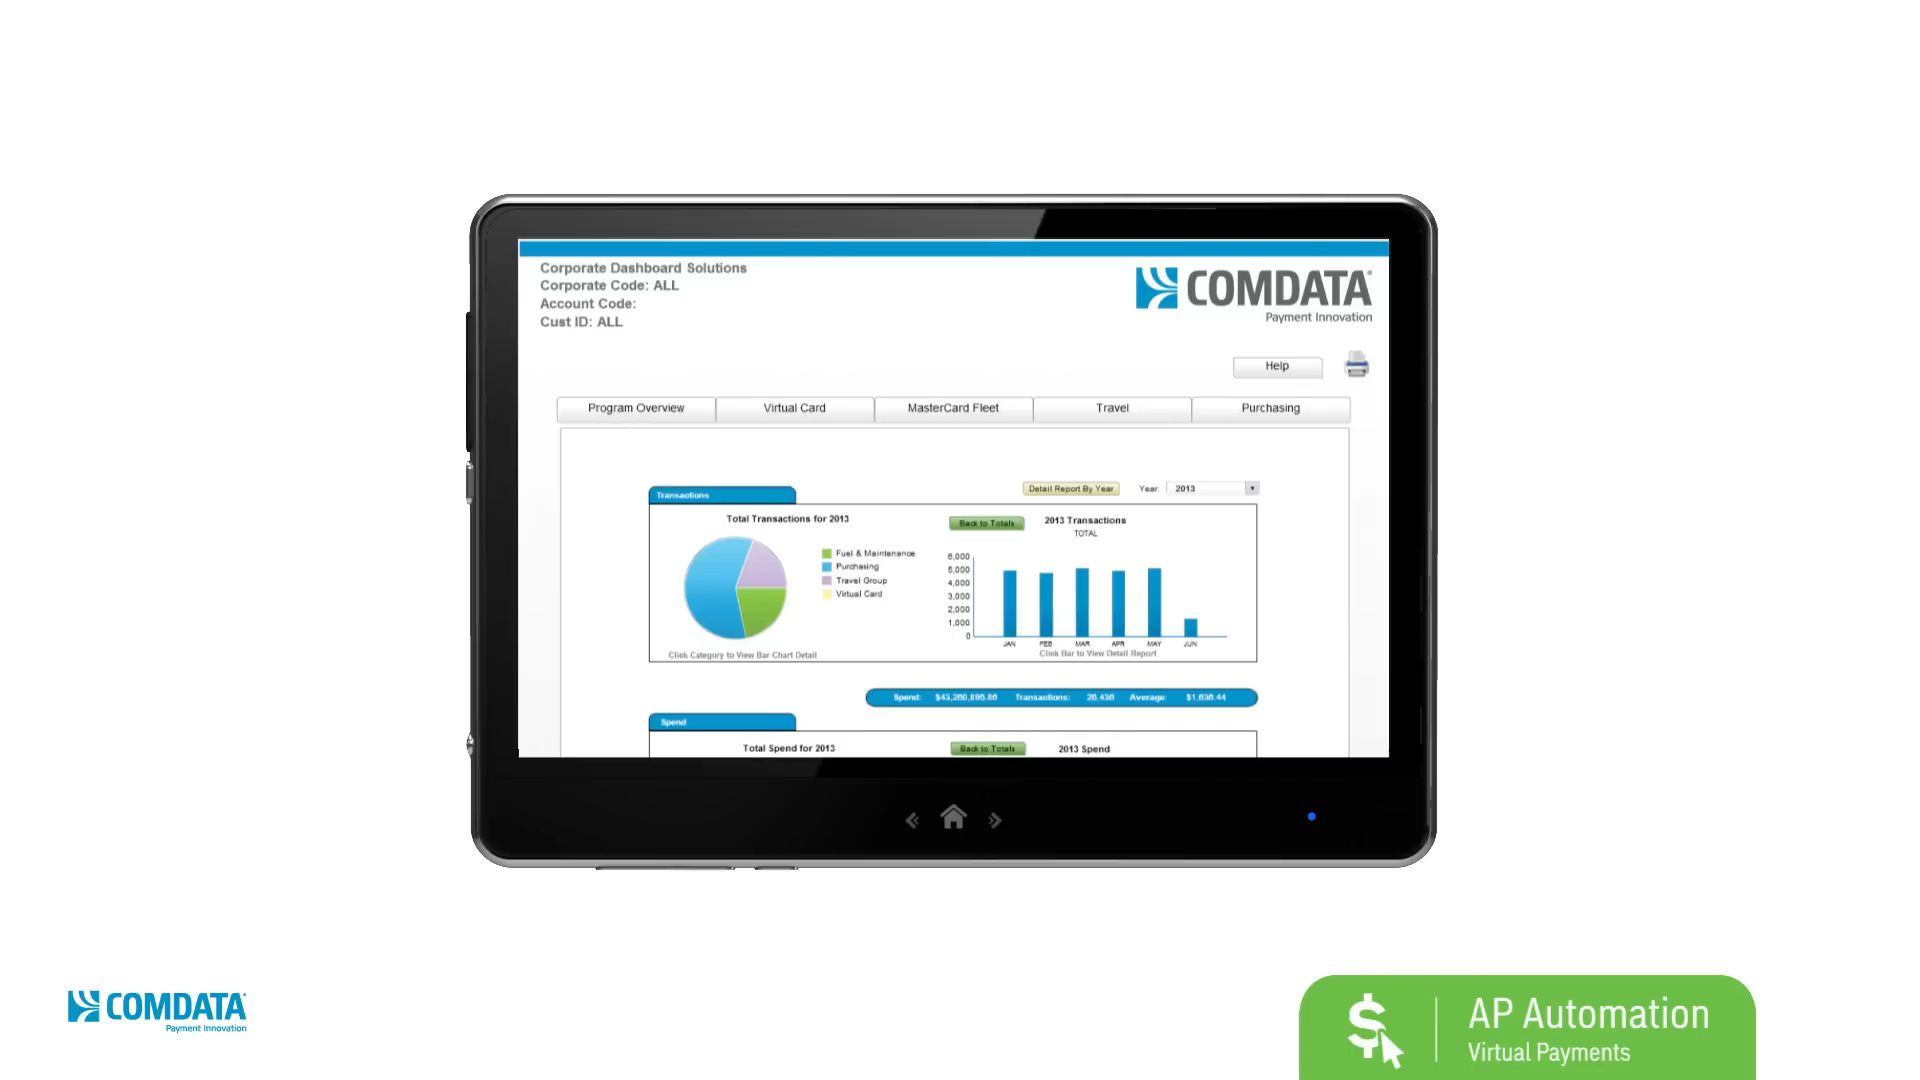 Corporate Dashboard Solutions
Corporate Code: ALL
Account Code:
Cust ID: ALL
COMDATA
Payment Innovation
Help
Program Overview
Virtual Card
MasterCard Fleet
Travel
Purchasing
Detail Report By Year
Year:
2013
Transactions
Total Transactions for 2013
Back to Totals
2013 Transactions
TOTAL
Fuel & Maintenance
Purchasing
Travel Group
Virtual Card
6,000
5,000
4,000
3,000
2,000
1,000
0
JAN FEB MAR APR MAY JUN
Click Category to View Bar Chart Detail
Click Bar to View Detail Report
Spend: Transactions: Average:
Spend
Total Spend for 2013
Back to Totals
2013 Spend
COMDATA
Payment Innovation
AP Automation
Virtual Payments